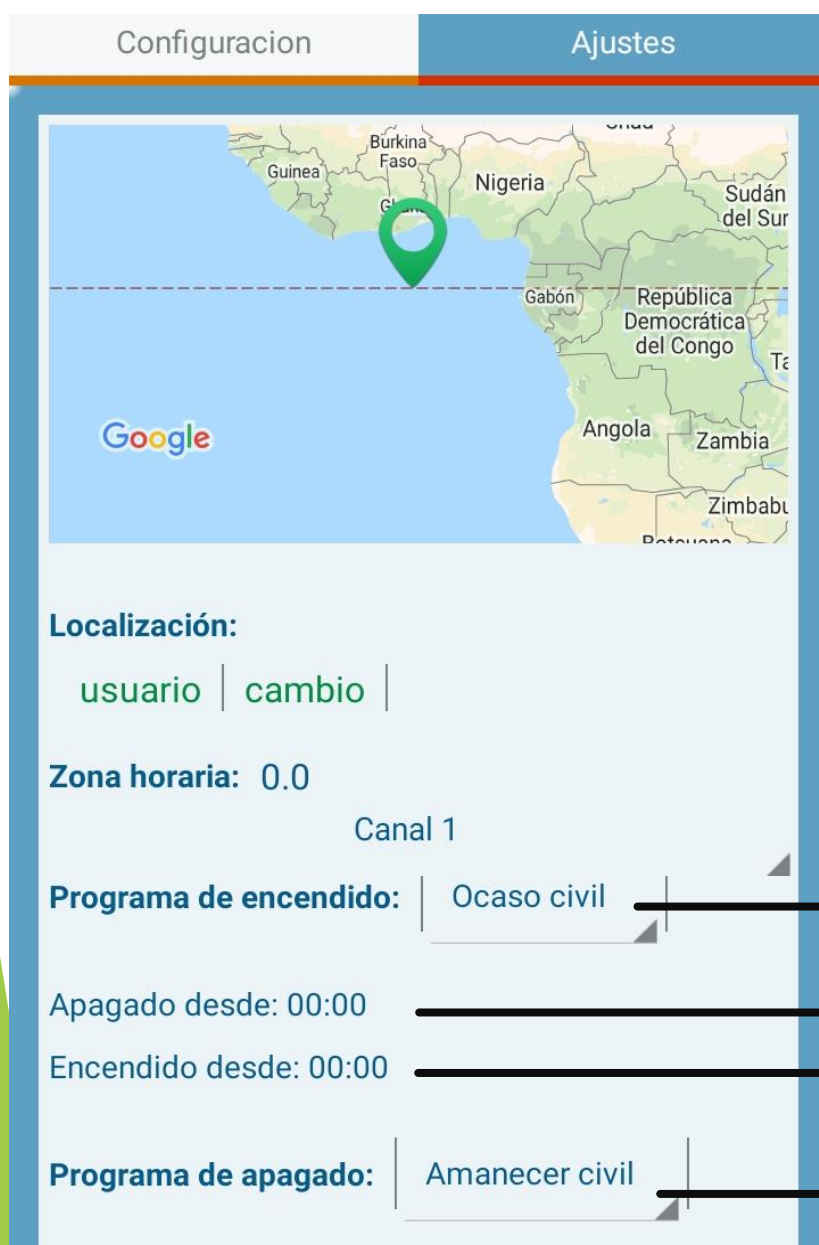 Configuracion
Ajustes
Burkina
Faso
Guinea
Nigeria
Sudán
del Sur
Gabón
República
Democrática
del Congo
Angola
Zambia
Google
Localización:
usuario
cambio
Zona horaria: 0.0
Canal 1
Programa de encendido: Ocaso civil
Apagado desde: 00:00
Encendido desde: 00:00
Programa de apagado: Amanecer civil